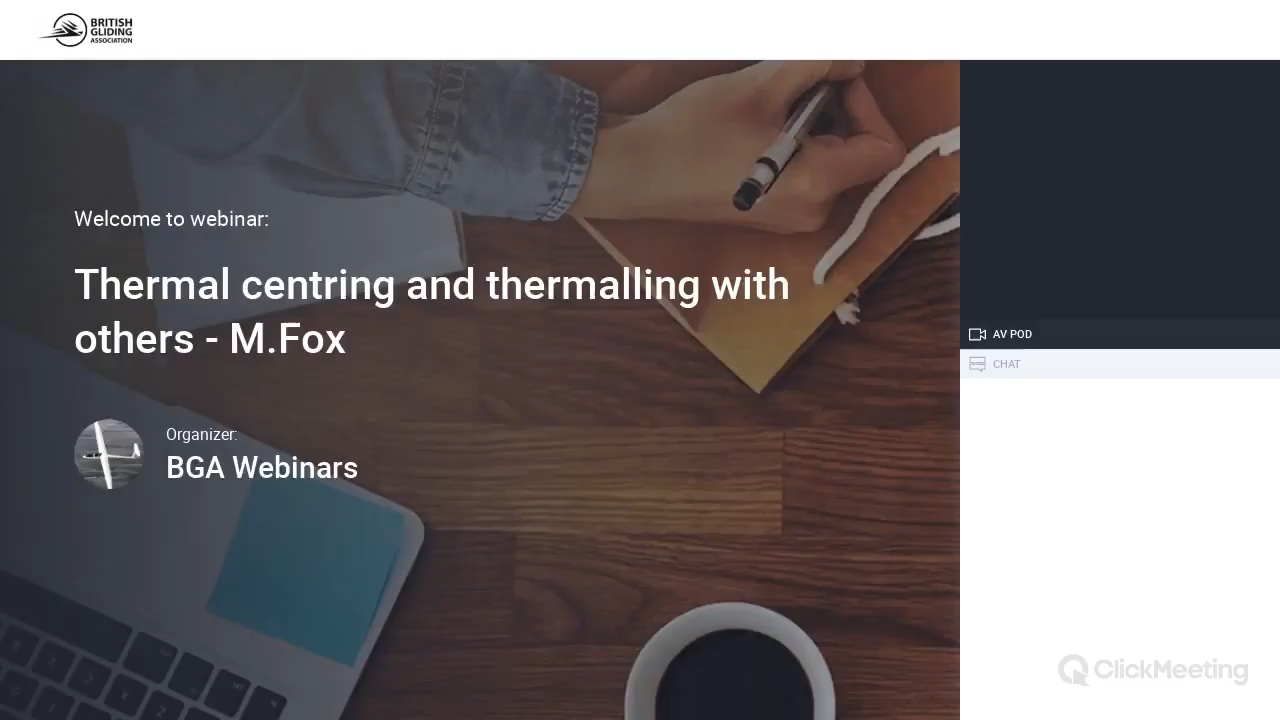 BRITISH
GLIDING
ASSOCIATION
Welcome to webinar:
Thermal centring and thermalling with
others - M.Fox
Organizer:
BGA Webinars
AV POD
CHAT
ClickMeeting